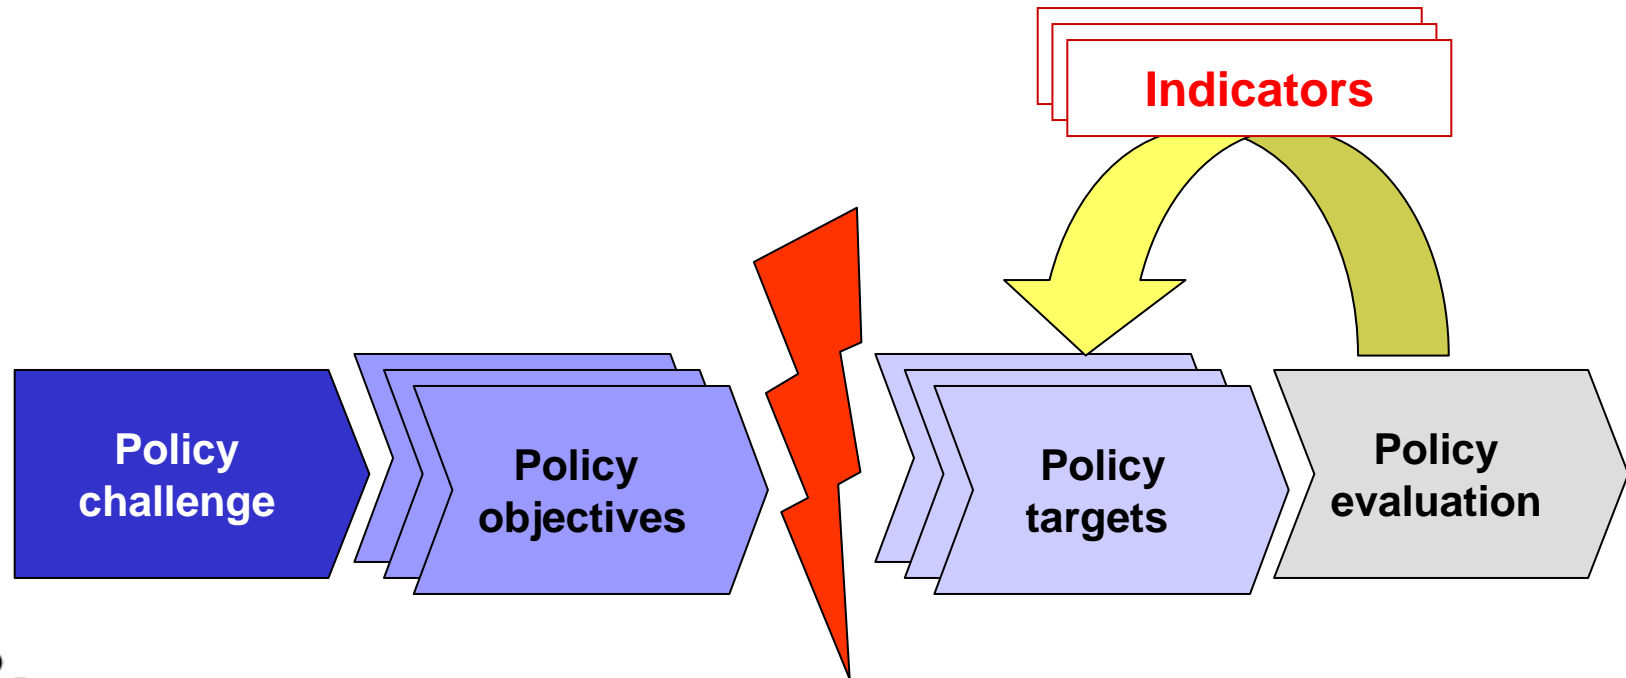 Indicators
Policy
challenge
Policy
objectives
Policy
targets
Policy
evaluation